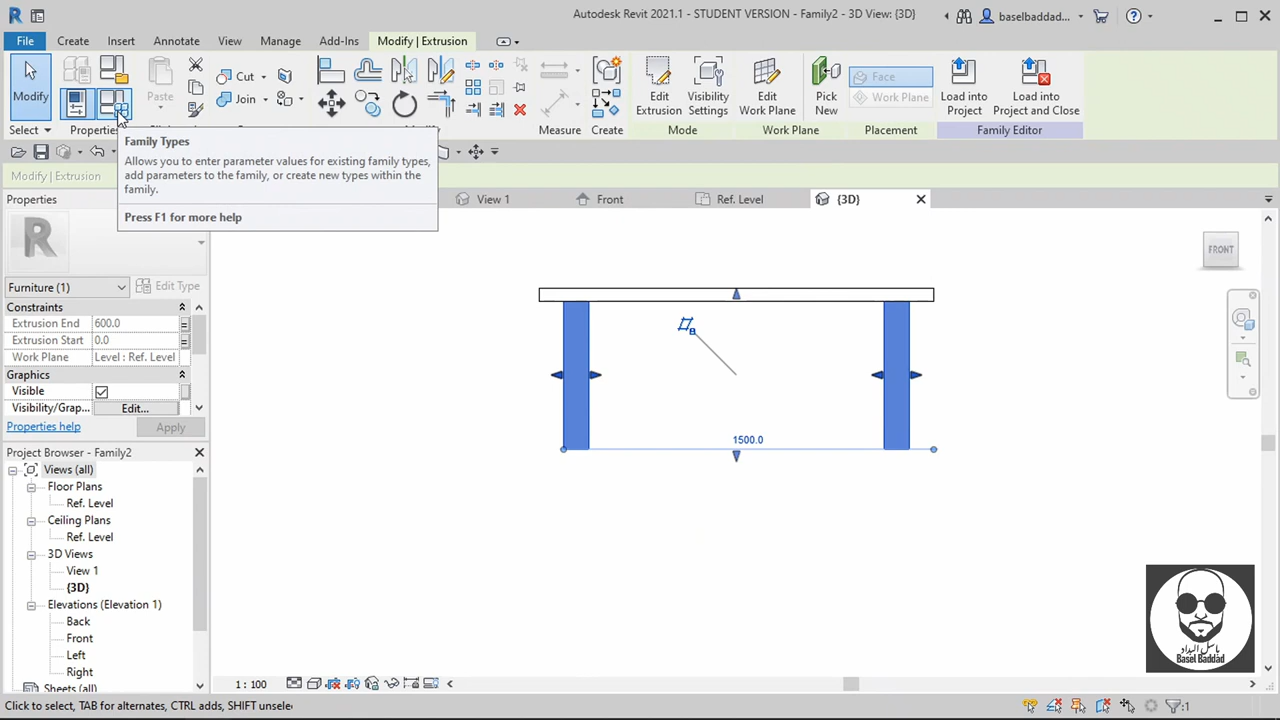 Autodesk Revit 2021.1 - STUDENT VERSION - Family2 - 3D View: {3D}
baselbaddad...
File
Create
Insert
Annotate
View
Manage
Add-Ins
Modify | Extrusion
Modify
Paste
Cut
Join
Edit
Extrusion
Visibility
Settings
Edit
Work Plane
Pick
New
Face
Work Plane
Load into
Project
Load into
Project and Close
Select
Properties
Measure
Create
Mode
Work Plane
Placement
Family Editor
Family Types
Allows you to enter parameter values for existing family types,
add parameters to the family, or create new types within the
family.
Press F1 for more help
Modify | Extrusion
View 1
Front
Ref. Level
{3D}
Properties
Furniture (1)
Edit Type
Constraints
Extrusion End 600.0
Extrusion Start 0.0
Work Plane Level : Ref. Level
Graphics
Visible
Visibility/Grap... Edit...
Properties help
Apply
Project Browser - Family2
Views (all)
Floor Plans
Ref. Level
Ceiling Plans
Ref. Level
3D Views
View 1
{3D}
Elevations (Elevation 1)
Back
Front
Left
Right
Sheets (all)
1500.0
FRONT
باسل البداد
Basel Baddad
1 : 100
Click to select, TAB for alternates, CTRL adds, SHIFT unselec
:1